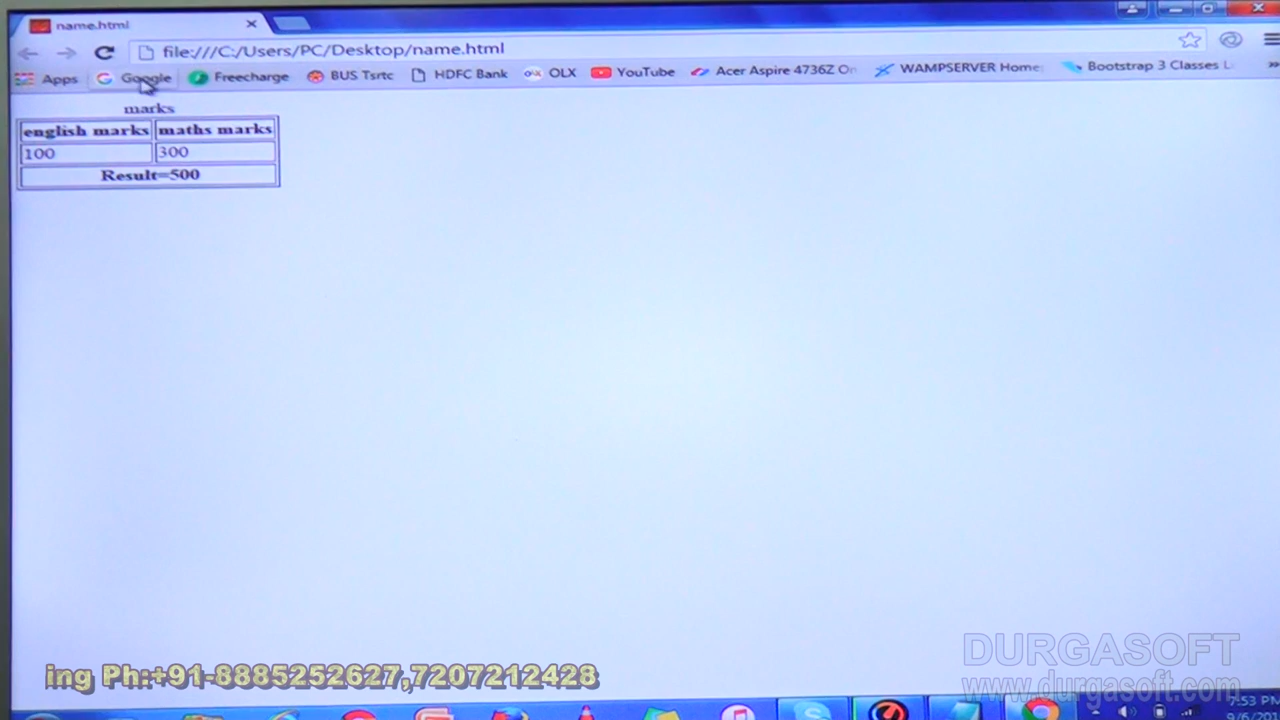 name.html
file:///C:/Users/PC/Desktop/name.html
Apps Google Freecharge BUS Tsrtc HDFC Bank OLX YouTube Acer Aspire 4736Z On WAMPSERVER Home Bootstrap 3 Classes
marks
english marks maths marks
100 300
Result=500
DURGASOFT
ing Ph:+91-8885252627,7207212428
www.durgasoft.com
7:53 PM